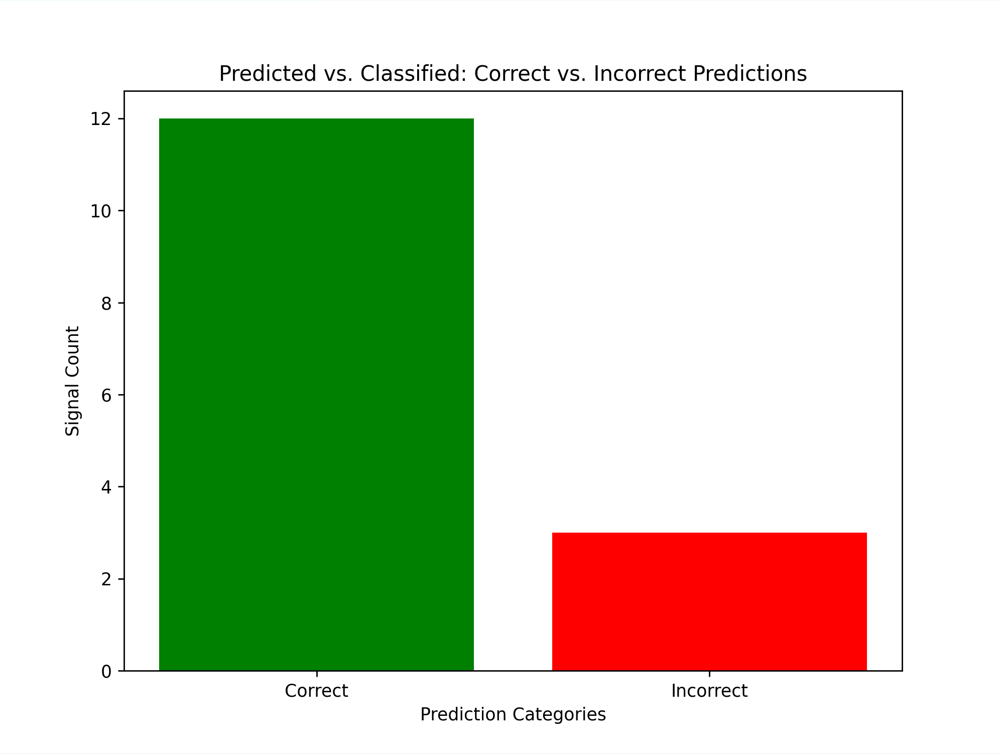 Predicted vs. Classified: Correct vs. Incorrect Predictions
12
10
8
6
4
2
0
Signal Count
Correct
Incorrect
Prediction Categories